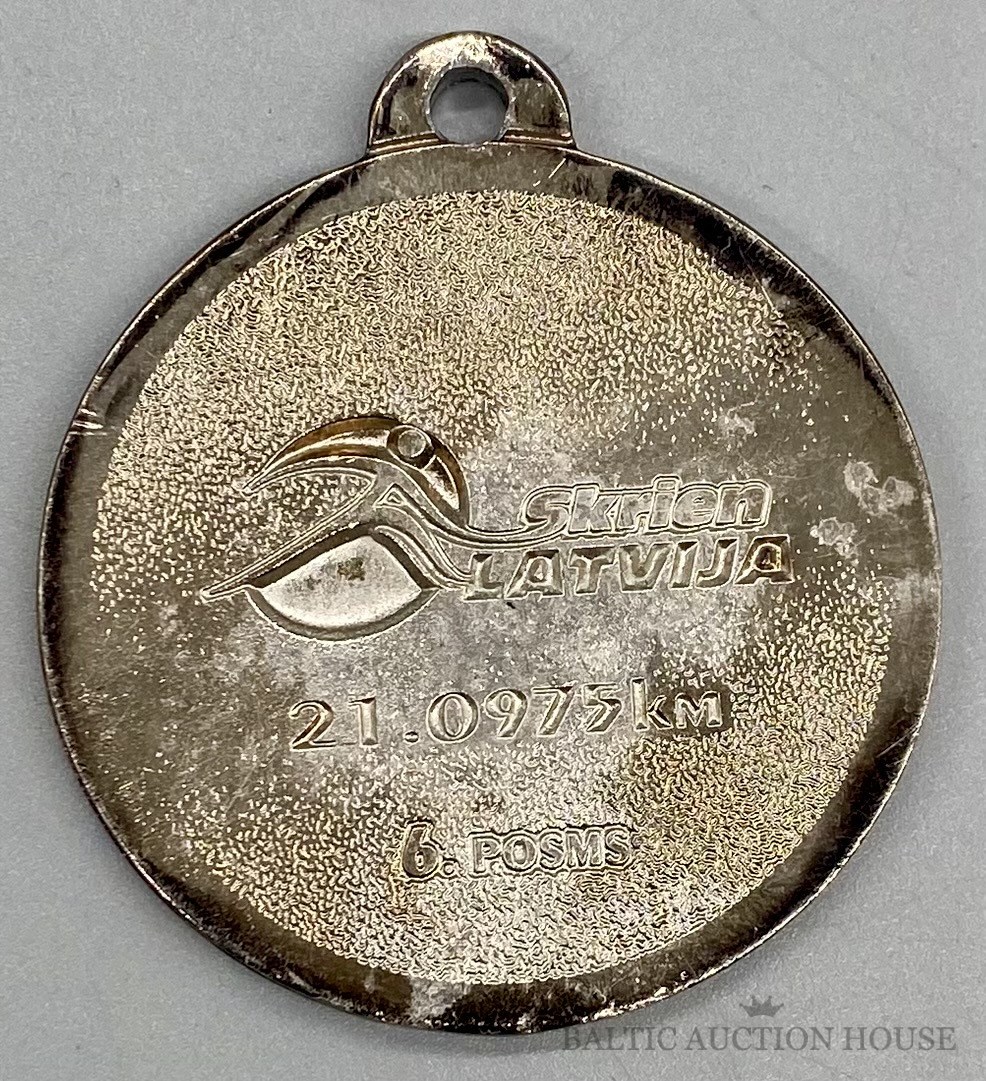 Skrien
LATVIJA
21.0975km
6. POSMS
BALTIC AUCTION HOUSE